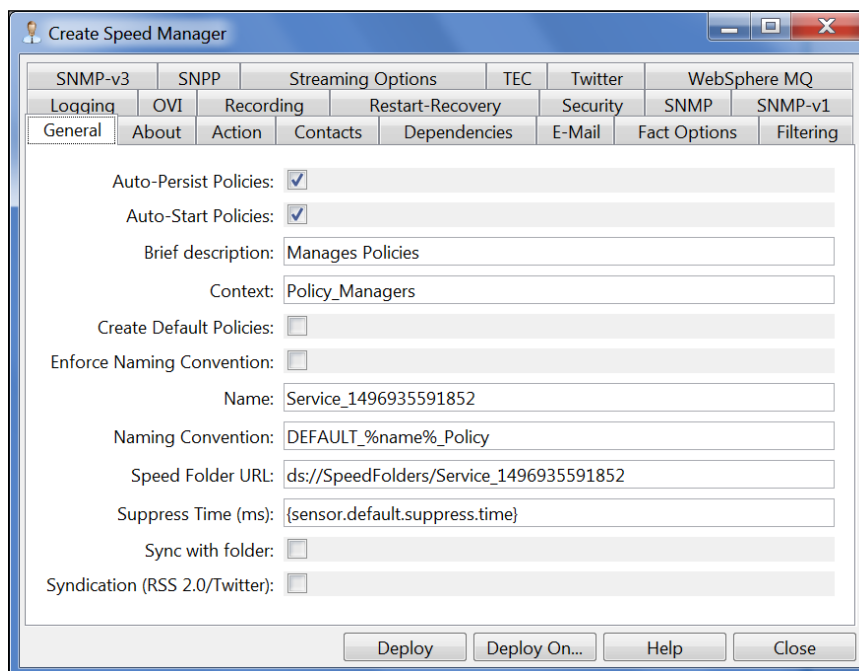 Create Speed Manager
SNMP-v3 SNPP Streaming Options TEC Twitter WebSphere MQ
Logging OVI Recording Restart-Recovery Security SNMP SNMP-v1
General About Action Contacts Dependencies E-Mail Fact Options Filtering
Auto-Persist Policies:
Auto-Start Policies:
Brief description: Manages Policies
Context: Policy_Managers
Create Default Policies:
Enforce Naming Convention:
Name: Service_1496935591852
Naming Convention: DEFAULT_%name%_Policy
Speed Folder URL: ds://SpeedFolders/Service_1496935591852
Suppress Time (ms): {sensor.default.suppress.time}
Sync with folder:
Syndication (RSS 2.0/Twitter):
Deploy Deploy On... Help Close